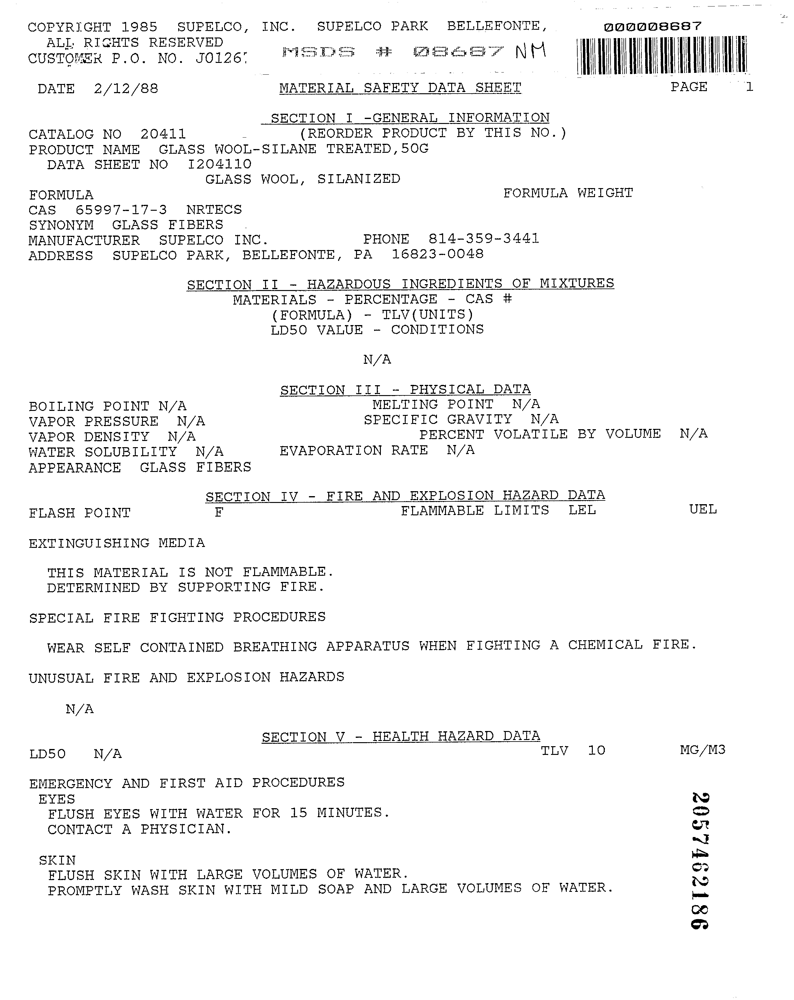 COPYRIGHT 1985 SUPELCO, INC. SUPELCO PARK BELLEFONTE,
000008687
ALL RIGHTS RESERVED
CUSTOMER P.O. NO. J01267
MSDS # 08687 NM
DATE 2/12/88 MATERIAL SAFETY DATA SHEET PAGE 1
SECTION I -GENERAL INFORMATION
CATALOG NO 20411 (REORDER PRODUCT BY THIS NO.)
PRODUCT NAME GLASS WOOL-SILANE TREATED,50G
DATA SHEET NO I204110
GLASS WOOL, SILANIZED
FORMULA FORMULA WEIGHT
CAS 65997-17-3 NRTECS
SYNONYM GLASS FIBERS
MANUFACTURER SUPELCO INC. PHONE 814-359-3441
ADDRESS SUPELCO PARK, BELLEFONTE, PA 16823-0048
SECTION II - HAZARDOUS INGREDIENTS OF MIXTURES
MATERIALS - PERCENTAGE - CAS #
(FORMULA) - TLV(UNITS)
LD50 VALUE - CONDITIONS
N/A
SECTION III - PHYSICAL DATA
BOILING POINT N/A MELTING POINT N/A
VAPOR PRESSURE N/A SPECIFIC GRAVITY N/A
VAPOR DENSITY N/A PERCENT VOLATILE BY VOLUME N/A
WATER SOLUBILITY N/A EVAPORATION RATE N/A
APPEARANCE GLASS FIBERS
SECTION IV - FIRE AND EXPLOSION HAZARD DATA
FLASH POINT F FLAMMABLE LIMITS LEL UEL
EXTINGUISHING MEDIA
THIS MATERIAL IS NOT FLAMMABLE.
DETERMINED BY SUPPORTING FIRE.
SPECIAL FIRE FIGHTING PROCEDURES
WEAR SELF CONTAINED BREATHING APPARATUS WHEN FIGHTING A CHEMICAL FIRE.
UNUSUAL FIRE AND EXPLOSION HAZARDS
N/A
SECTION V - HEALTH HAZARD DATA
LD50 N/A TLV 10 MG/M3
EMERGENCY AND FIRST AID PROCEDURES
EYES
FLUSH EYES WITH WATER FOR 15 MINUTES.
CONTACT A PHYSICIAN.
SKIN
FLUSH SKIN WITH LARGE VOLUMES OF WATER.
PROMPTLY WASH SKIN WITH MILD SOAP AND LARGE VOLUMES OF WATER.
2057462186